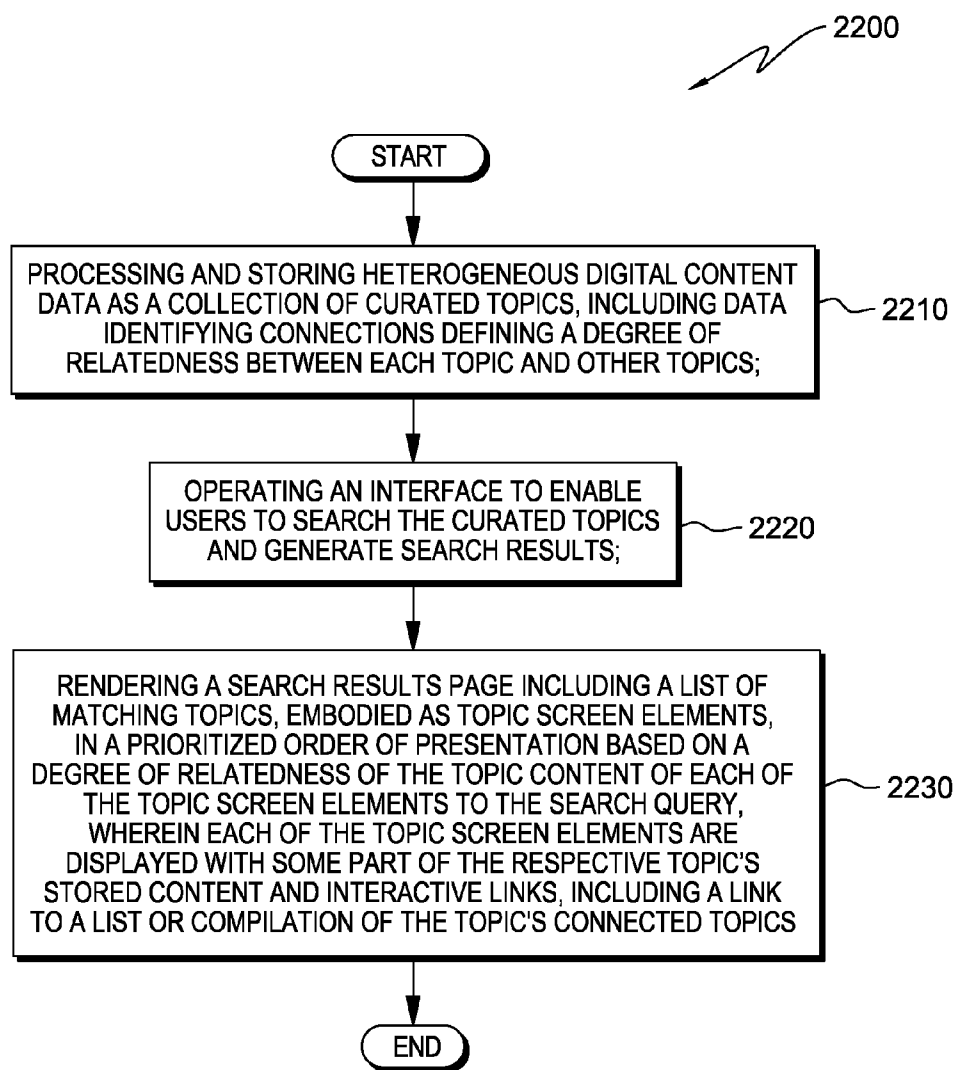 2200
START
PROCESSING AND STORING HETEROGENEOUS DIGITAL CONTENT
DATA AS A COLLECTION OF CURATED TOPICS, INCLUDING DATA
IDENTIFYING CONNECTIONS DEFINING A DEGREE OF
RELATEDNESS BETWEEN EACH TOPIC AND OTHER TOPICS;
2210
OPERATING AN INTERFACE TO ENABLE
USERS TO SEARCH THE CURATED TOPICS
AND GENERATE SEARCH RESULTS;
2220
RENDERING A SEARCH RESULTS PAGE INCLUDING A LIST OF
MATCHING TOPICS, EMBODIED AS TOPIC SCREEN ELEMENTS,
IN A PRIORITIZED ORDER OF PRESENTATION BASED ON A
DEGREE OF RELATEDNESS OF THE TOPIC CONTENT OF EACH OF
THE TOPIC SCREEN ELEMENTS TO THE SEARCH QUERY,
WHEREIN EACH OF THE TOPIC SCREEN ELEMENTS ARE
DISPLAYED WITH SOME PART OF THE RESPECTIVE TOPIC'S
STORED CONTENT AND INTERACTIVE LINKS, INCLUDING A LINK
TO A LIST OR COMPILATION OF THE TOPIC'S CONNECTED TOPICS
2230
END